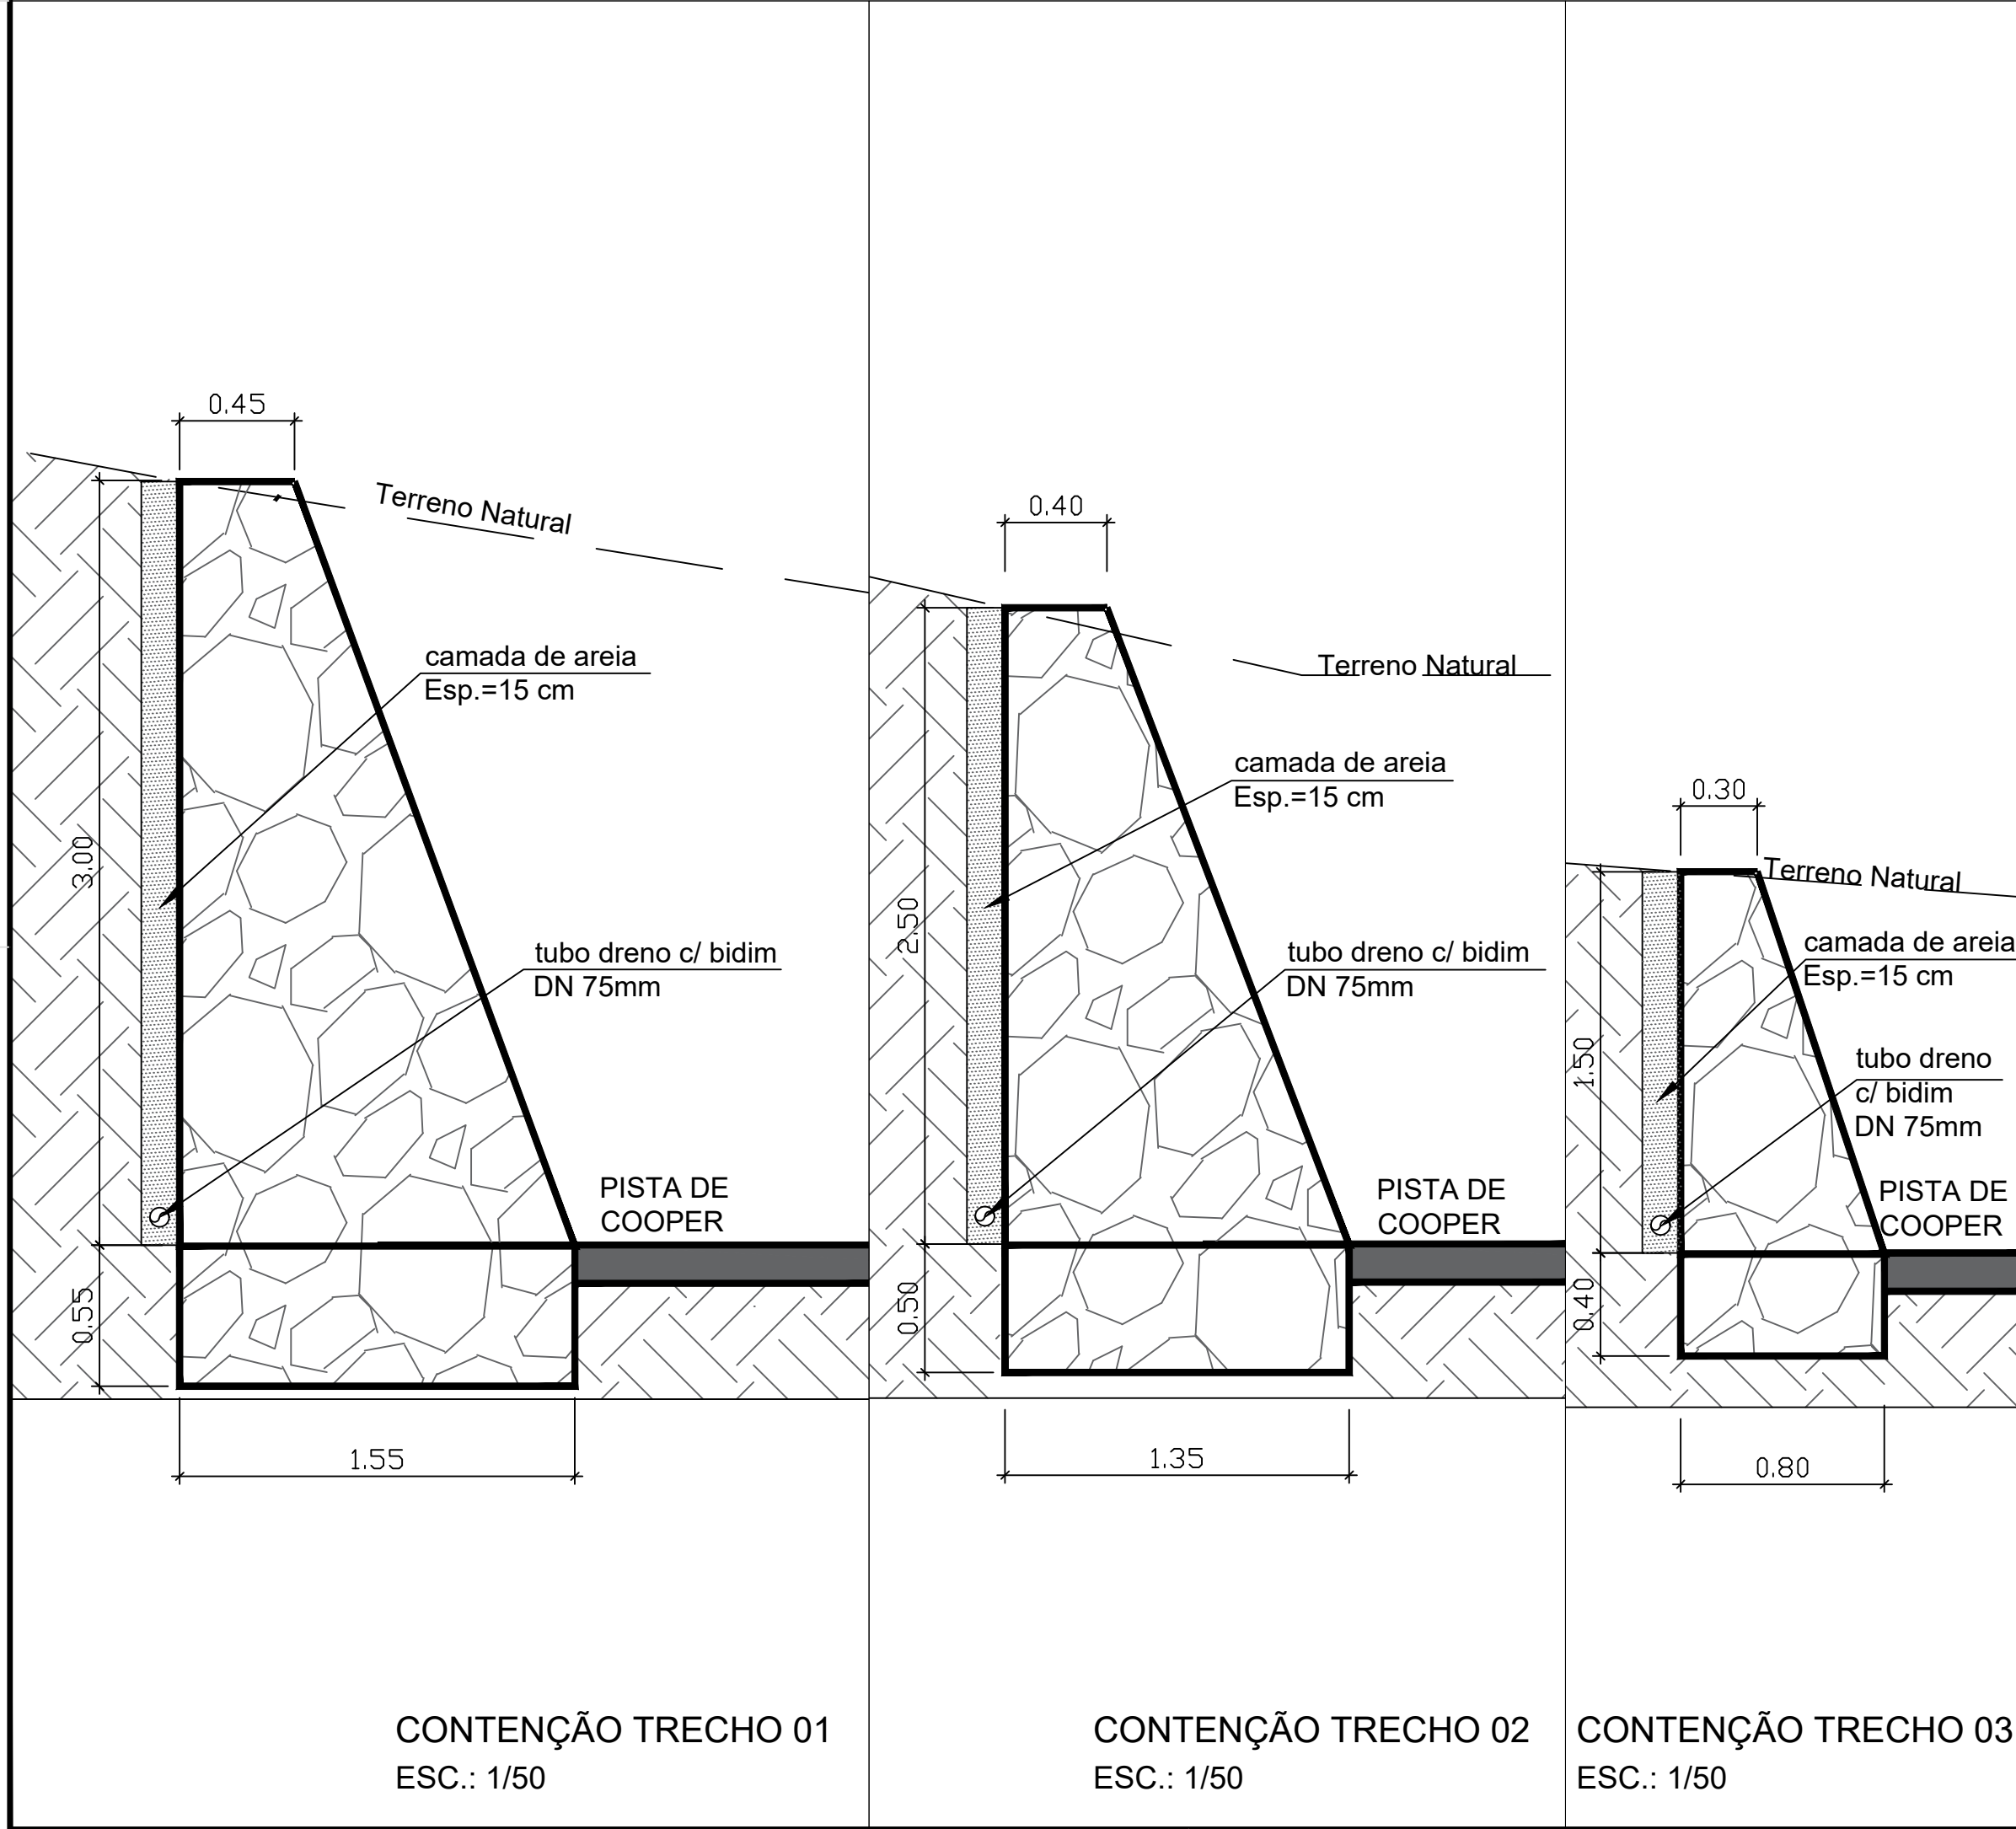 0.45
Terreno Natural
camada de areia
Esp.=15 cm
3.00
tubo dreno c/ bidim
DN 75mm
PISTA DE
COOPER
0.55
1.55
CONTENÇÃO TRECHO 01
ESC.: 1/50
0.40
Terreno Natural
camada de areia
Esp.=15 cm
2.50
tubo dreno c/ bidim
DN 75mm
PISTA DE
COOPER
0.50
1.35
CONTENÇÃO TRECHO 02
ESC.: 1/50
0.30
Terreno Natural
camada de areia
Esp.=15 cm
1.50
tubo dreno
c/ bidim
DN 75mm
PISTA DE
COOPER
0.40
0.80
CONTENÇÃO TRECHO 03
ESC.: 1/50